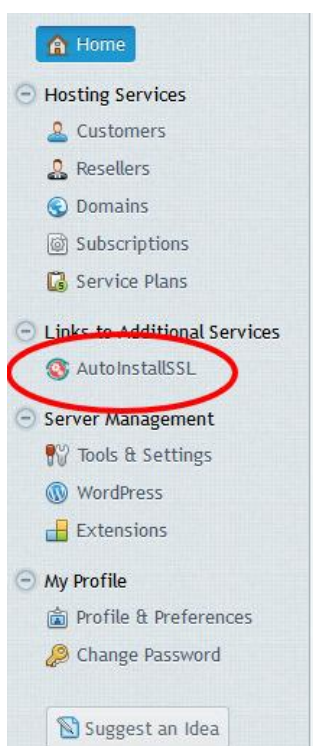 Home
Hosting Services
Customers
Resellers
Domains
Subscriptions
Service Plans
Links to Additional Services
AutoInstallSSL
Server Management
Tools & Settings
WordPress
Extensions
My Profile
Profile & Preferences
Change Password
Suggest an Idea